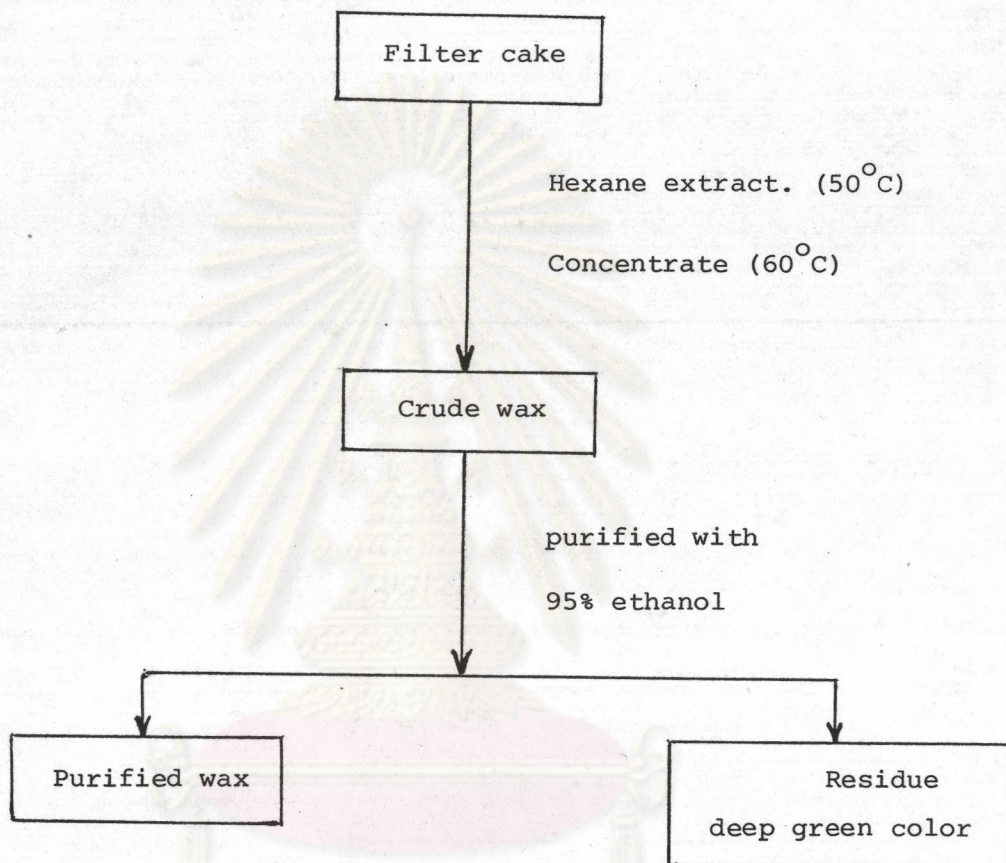 Filter cake
Hexane extract. (50°C)
Concentrate (60°C)
Crude wax
purified with
95% ethanol
Purified wax
Residue
deep green color